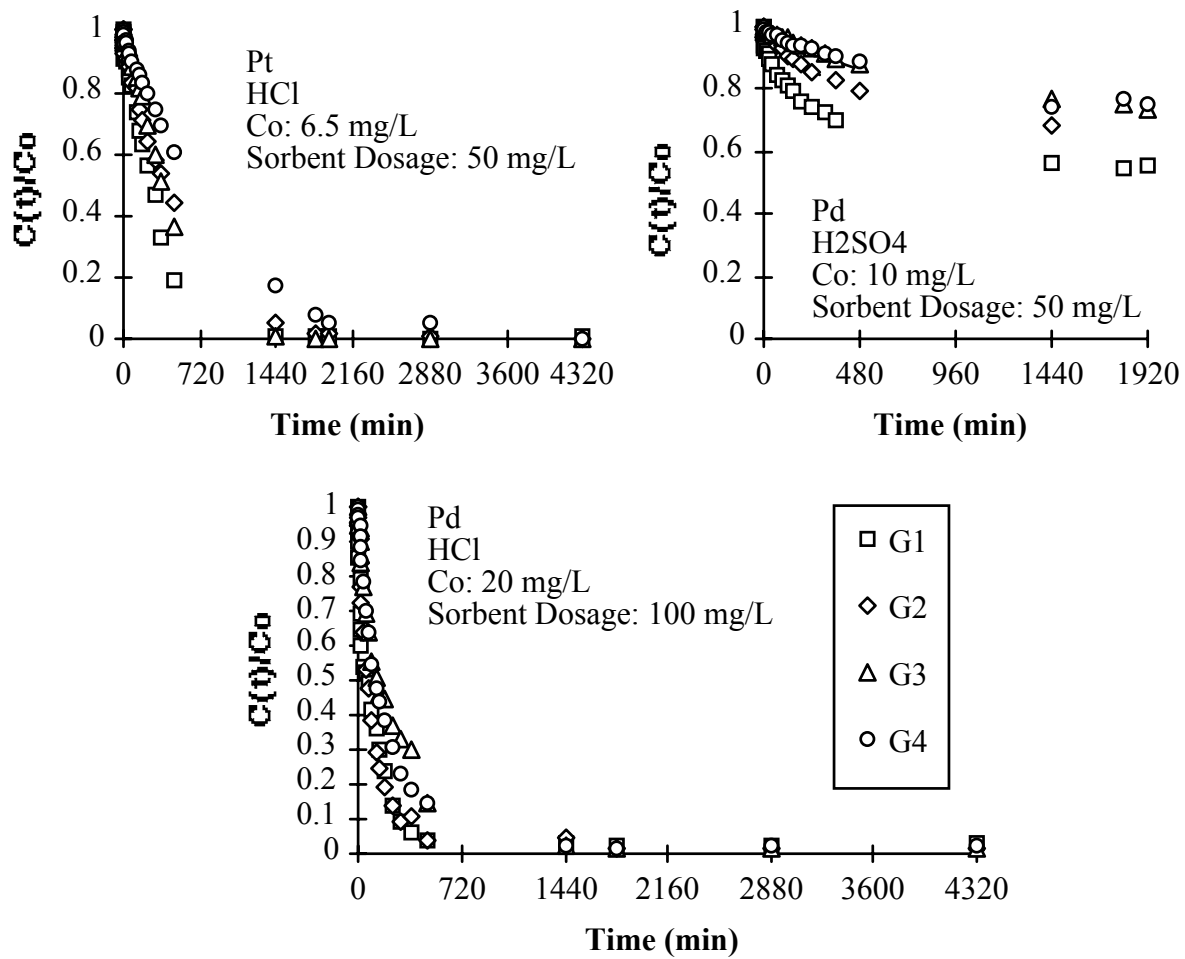 1
0.8
0.6
0.4
0.2
0
C(t)/Co
Pt
HCl
Co: 6.5 mg/L
Sorbent Dosage: 50 mg/L
0 720 1440 2160 2880 3600 4320
Time (min)
1
0.8
0.6
0.4
0.2
0
C(t)/Co
Pd
H2SO4
Co: 10 mg/L
Sorbent Dosage: 50 mg/L
0 480 960 1440 1920
Time (min)
1
0.9
0.8
0.7
0.6
0.5
0.4
0.3
0.2
0.1
0
C(t)/Co
Pd
HCl
Co: 20 mg/L
Sorbent Dosage: 100 mg/L
0 720 1440 2160 2880 3600 4320
Time (min)
G1
G2
G3
G4